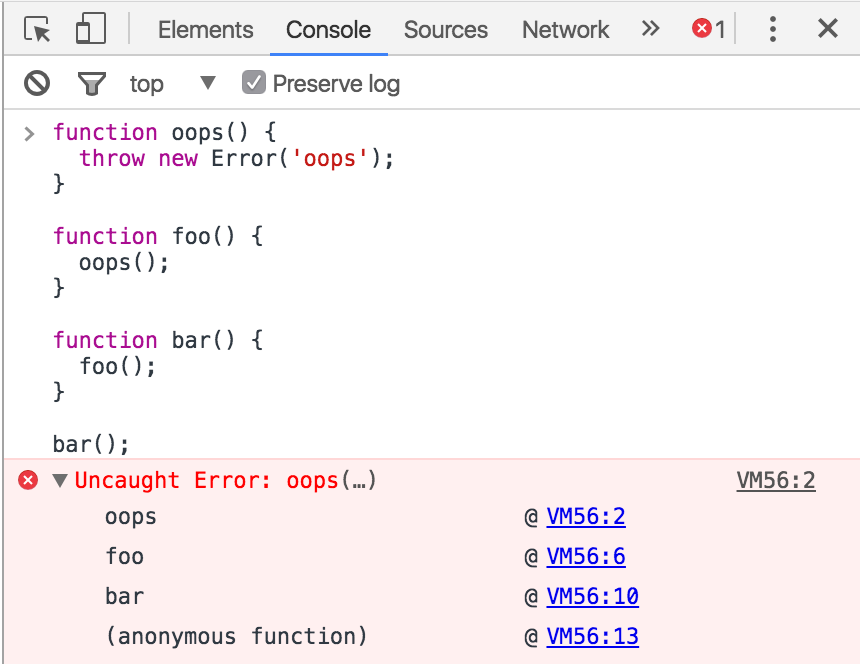 Elements Console Sources Network » 1
top Preserve log
> function oops() {
  throw new Error('oops');
}
function foo() {
  oops();
}
function bar() {
  foo();
}
bar();
Uncaught Error: oops(…) VM56:2
oops @ VM56:2
foo @ VM56:6
bar @ VM56:10
(anonymous function) @ VM56:13